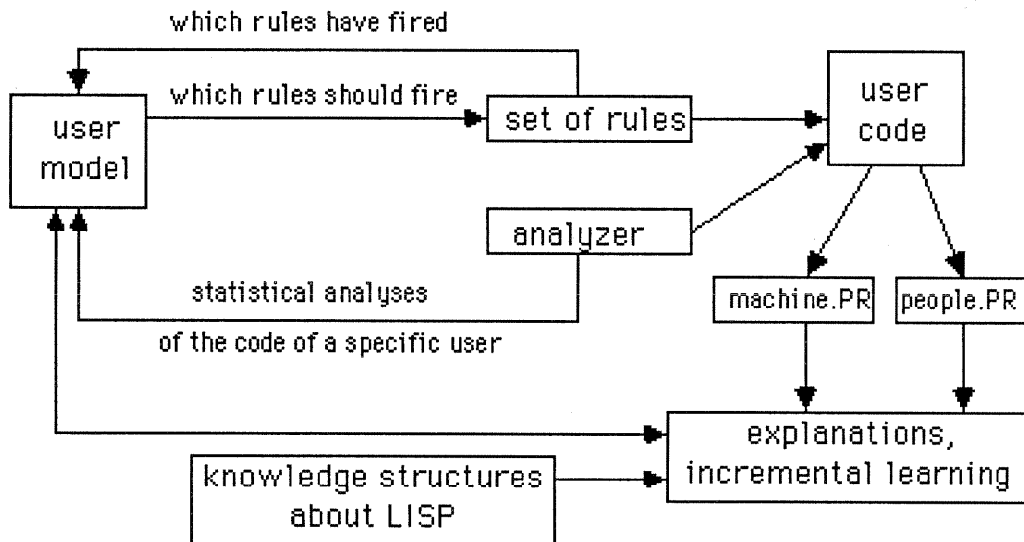 which rules have fired
which rules should fire
user
model
set of rules
user
code
analyzer
statistical analyses
of the code of a specific user
machine.PR
people.PR
explanations,
incremental learning
knowledge structures
about LISP